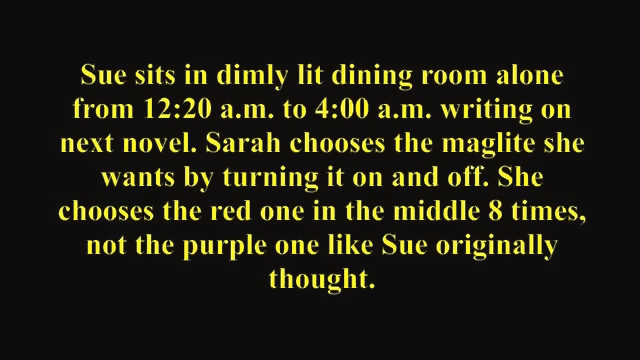 Sue sits in dimly lit dining room alone
from 12:20 a.m. to 4:00 a.m. writing on
next novel. Sarah chooses the maglite she
wants by turning it on and off. She
chooses the red one in the middle 8 times,
not the purple one like Sue originally
thought.